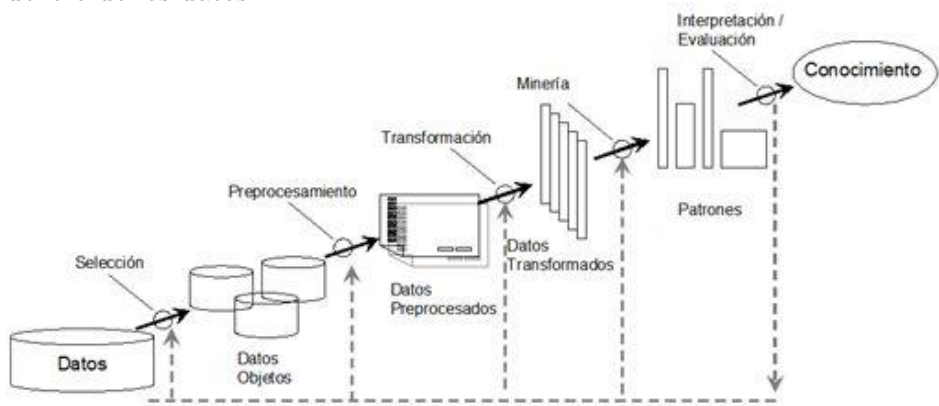 Interpretación /
Evaluación
Conocimiento
Minería
Transformación
Preprocesamiento
Patrones
Selección
Datos
Transformados
Datos
Preprocesados
Datos
Datos
Objetos